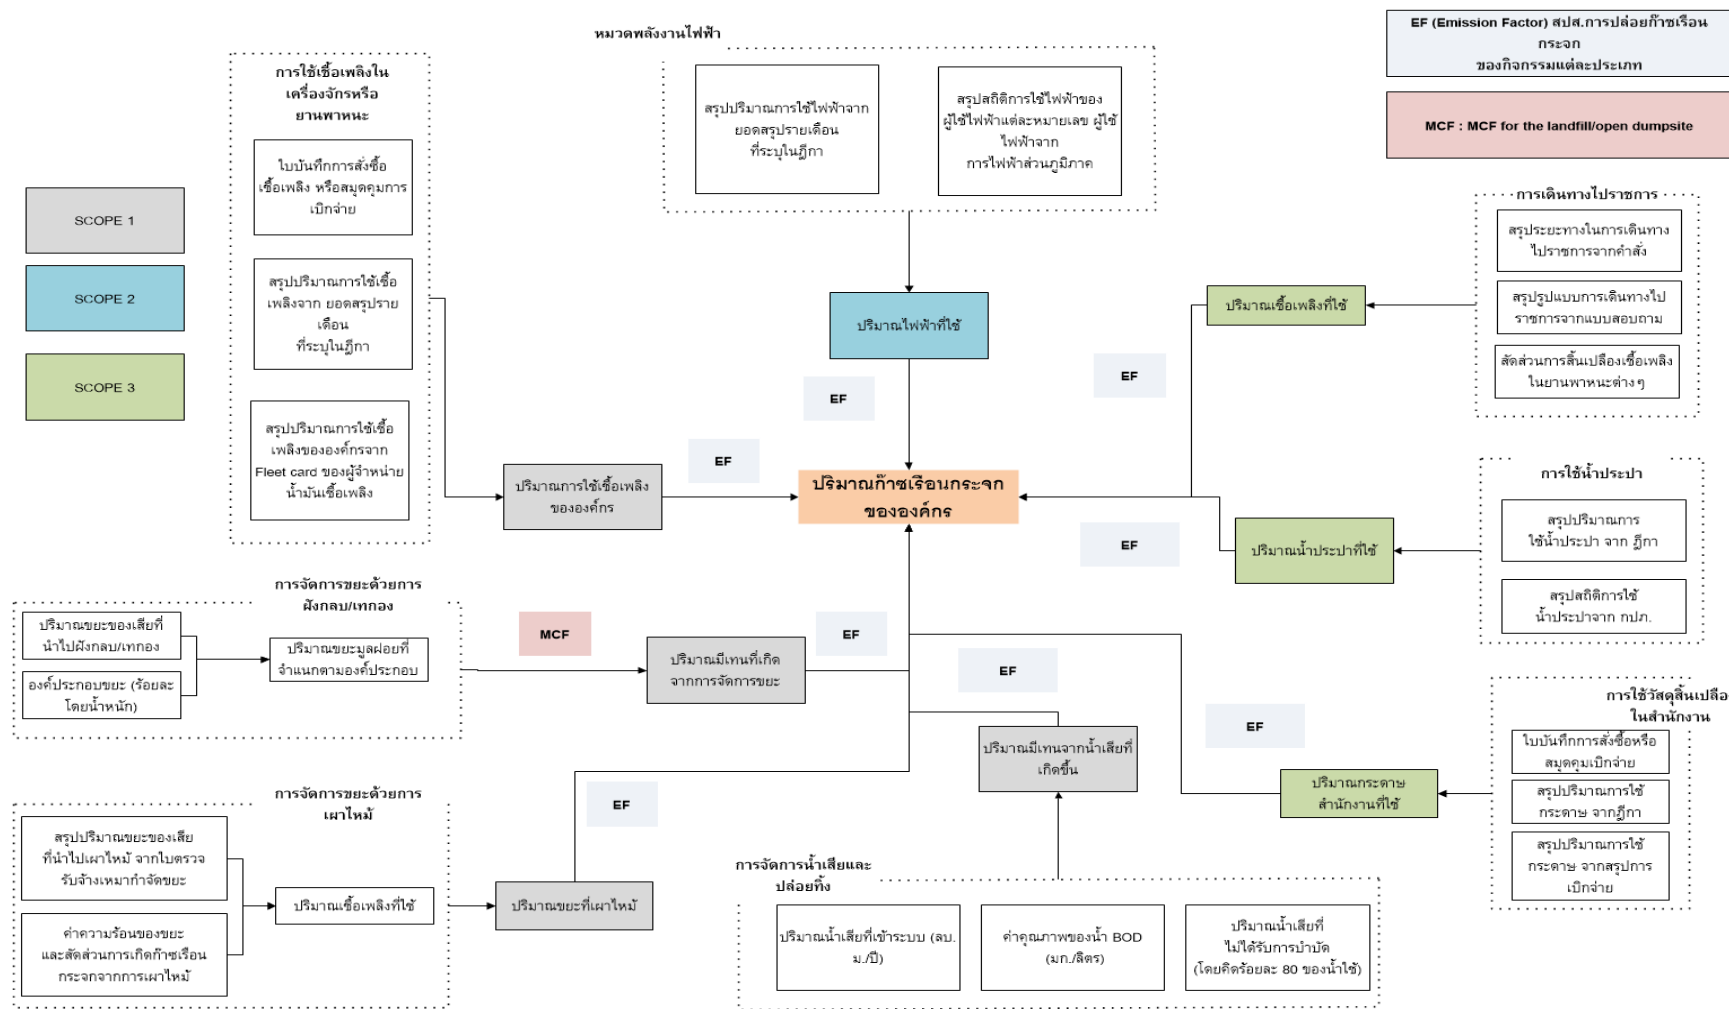 หมวดพลังงานไฟฟ้า
สรุปปริมาณการใช้ไฟฟ้าจาก
ยอดสรุปรายเดือน
ที่ระบุในฎีกา
สรุปสถิติการใช้ไฟฟ้าของ
ผู้ใช้ไฟฟ้าแต่ละหมายเลข ผู้ใช้
ไฟฟ้าจาก
การไฟฟ้าส่วนภูมิภาค
EF (Emission Factor) สปส.การปล่อยก๊าซเรือน
กระจก
ของกิจกรรมแต่ละประเภท
MCF : MCF for the landfill/open dumpsite
SCOPE 1
SCOPE 2
SCOPE 3
การใช้เชื้อเพลิงใน
เครื่องจักรหรือ
ยานพาหนะ
ใบบันทึกการสั่งซื้อ
เชื้อเพลิง หรือสมุดคุมการ
เบิกจ่าย
สรุปปริมาณการใช้เชื้อ
เพลิงจาก ยอดสรุปราย
เดือน
ที่ระบุในฎีกา
สรุปปริมาณการใช้เชื้อ
เพลิงขององค์กรจาก
Fleet card ของผู้จำหน่าย
น้ำมันเชื้อเพลิง
ปริมาณการใช้เชื้อเพลิง
ขององค์กร
EF
ปริมาณไฟฟ้าที่ใช้
EF
ปริมาณก๊าซเรือนกระจก
ขององค์กร
การเดินทางไปราชการ
สรุประยะทางในการเดินทาง
ไปราชการจากคำสั่ง
สรุปรูปแบบการเดินทางไป
ราชการจากแบบสอบถาม
สัดส่วนการสิ้นเปลืองเชื้อเพลิง
ในยานพาหนะต่างๆ
ปริมาณเชื้อเพลิงที่ใช้
EF
การใช้น้ำประปา
สรุปปริมาณการ
ใช้น้ำประปา จาก ฎีกา
สรุปสถิติการใช้
น้ำประปาจาก กปภ.
ปริมาณน้ำประปาที่ใช้
EF
การจัดการขยะด้วยการ
ฝังกลบ/เทกอง
ปริมาณขยะของเสียที่
นำไปฝังกลบ/เทกอง
องค์ประกอบขยะ (ร้อยละ
โดยน้ำหนัก)
ปริมาณขยะมูลฝอยที่
จำแนกตามองค์ประกอบ
MCF
ปริมาณมีเทนที่เกิด
จากการจัดการขยะ
EF
EF
ปริมาณมีเทนจากน้ำเสียที่
เกิดขึ้น
การใช้วัสดุสิ้นเปลือ
ในสำนักงาน
ใบบันทึกการสั่งซื้อหรือ
สมุดคุมเบิกจ่าย
สรุปปริมาณการใช้
กระดาษ จากฎีกา
สรุปปริมาณการใช้
กระดาษ จากสรุปการ
เบิกจ่าย
ปริมาณกระดาษ
สำนักงานที่ใช้
EF
การจัดการขยะด้วยการ
เผาไหม้
สรุปปริมาณขยะของเสีย
ที่นำไปเผาไหม้ จากใบตรวจ
รับจ้างเหมากำจัดขยะ
ค่าความร้อนของขยะ
และสัดส่วนการเกิดก๊าซเรือน
กระจกจากการเผาไหม้
ปริมาณเชื้อเพลิงที่ใช้
ปริมาณขยะที่เผาไหม้
EF
การจัดการน้ำเสียและ
ปล่อยทิ้ง
ปริมาณน้ำเสียที่เข้าระบบ (ลบ.
ม./ปี)
ค่าคุณภาพของน้ำ BOD
(มก./ลิตร)
ปริมาณน้ำเสียที่
ไม่ได้รับการบำบัด
(โดยคิดร้อยละ 80 ของน้ำใช้)